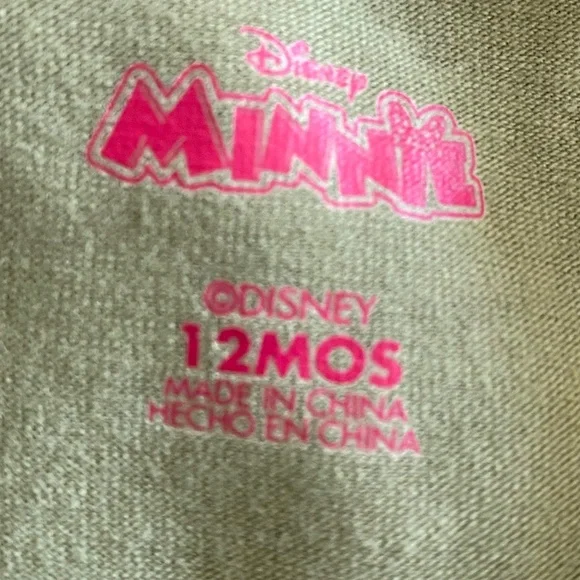 Disney
MINNIE
©DISNEY
12MOS
MADE IN CHINA
HECHO EN CHINA